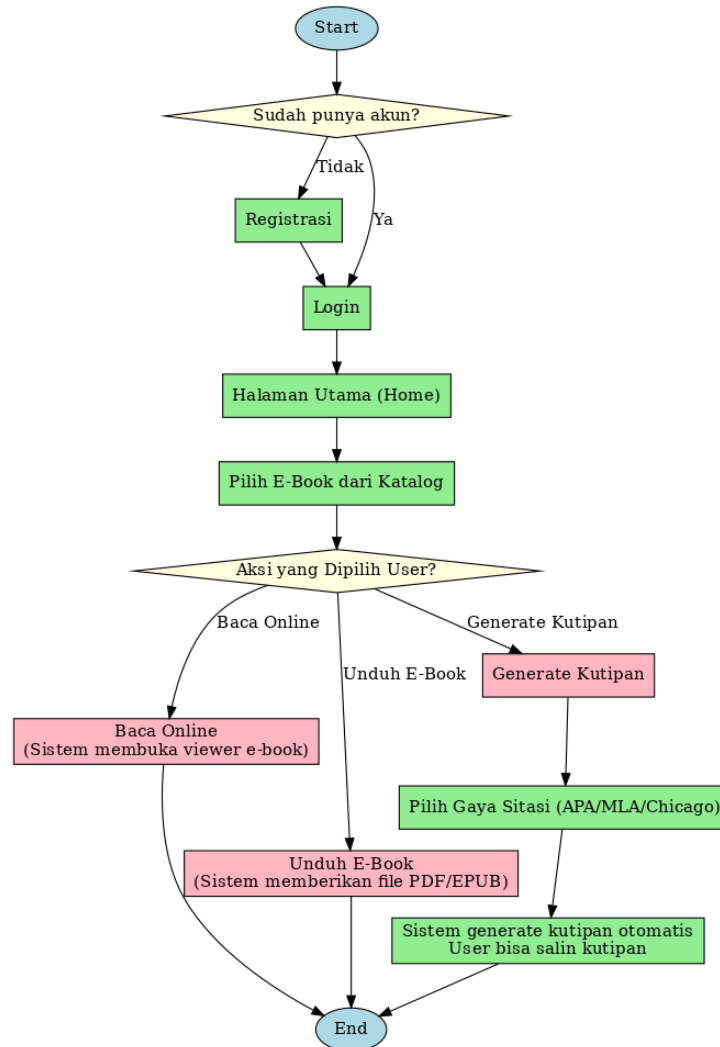 Start
Sudah punya akun?
Tidak
Registrasi
Ya
Login
Halaman Utama (Home)
Pilih E-Book dari Katalog
Aksi yang Dipilih User?
Baca Online
Generate Kutipan
Unduh E-Book
Generate Kutipan
Baca Online
(Sistem membuka viewer e-book)
Pilih Gaya Sitasi (APA/MLA/Chicago)
Unduh E-Book
(Sistem memberikan file PDF/EPUB)
Sistem generate kutipan otomatis
User bisa salin kutipan
End